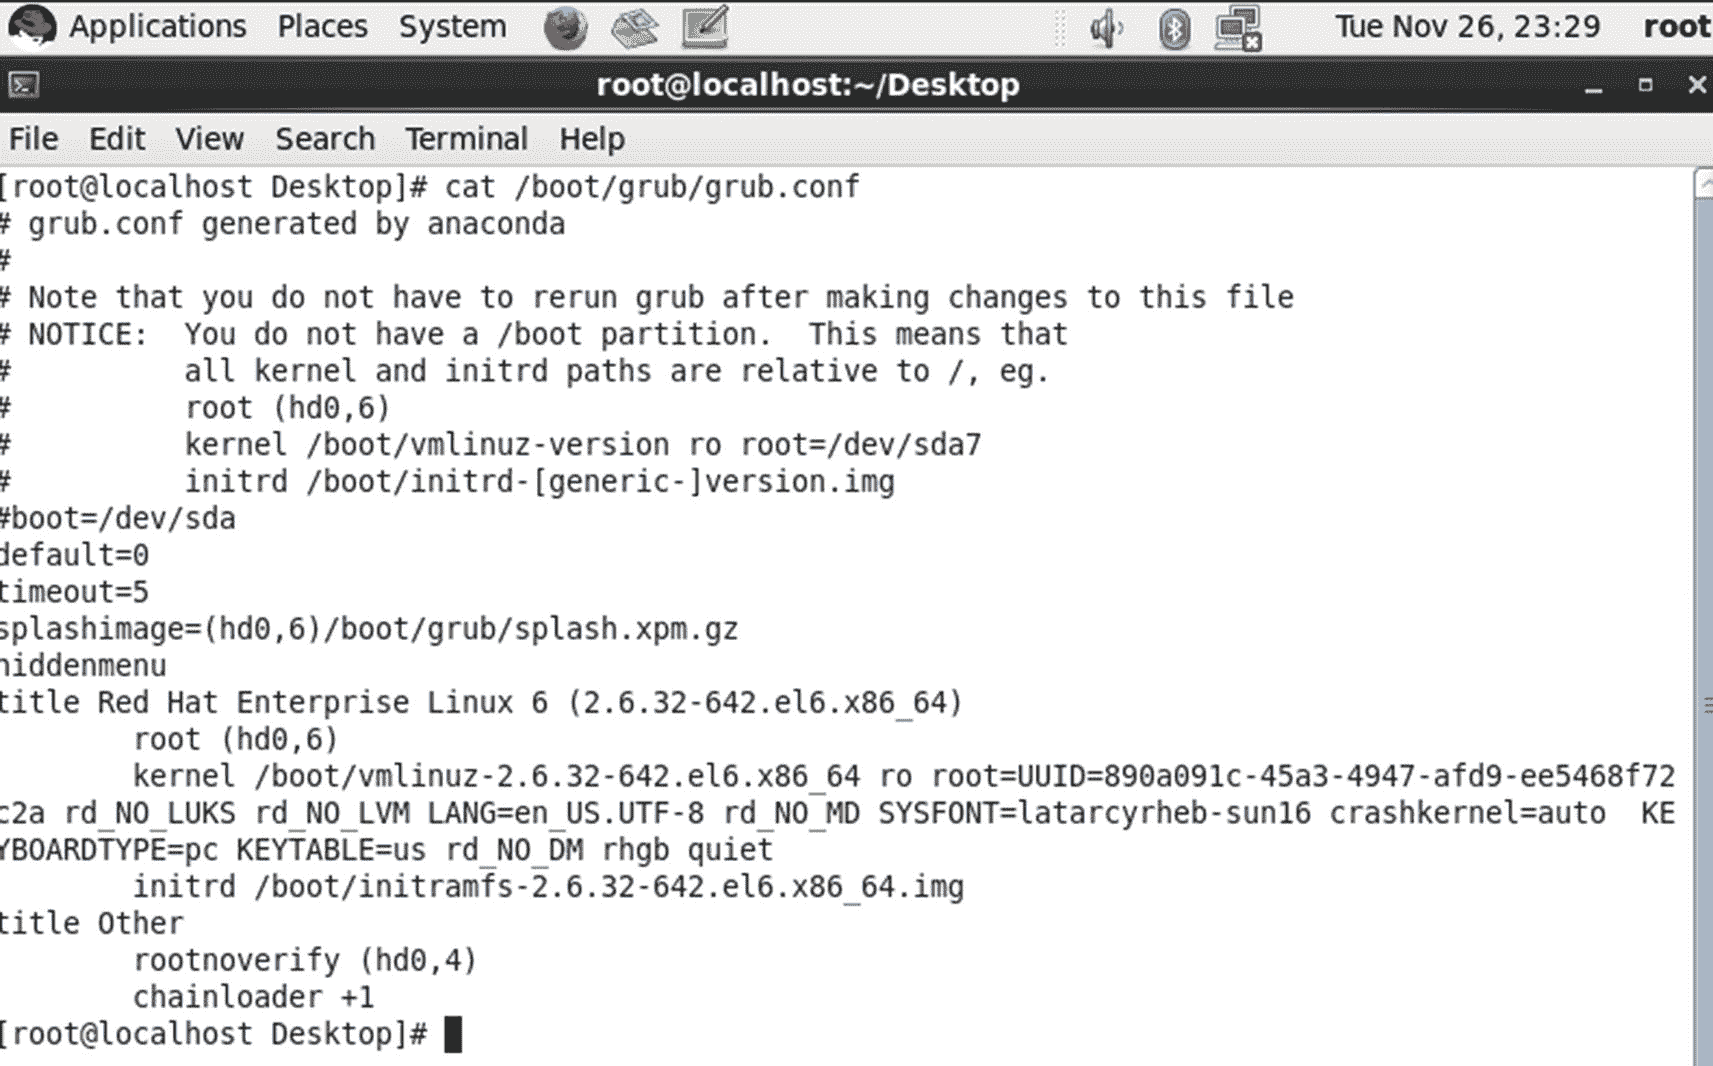 Applications Places System Tue Nov 26, 23:29 root
root@localhost:~/Desktop
File Edit View Search Terminal Help
[root@localhost Desktop]# cat /boot/grub/grub.conf
# grub.conf generated by anaconda
#
# Note that you do not have to rerun grub after making changes to this file
# NOTICE:  You do not have a /boot partition.  This means that
#          all kernel and initrd paths are relative to /, eg.
#          root (hd0,6)
#          kernel /boot/vmlinuz-version ro root=/dev/sda7
#          initrd /boot/initrd-[generic-]version.img
#boot=/dev/sda
default=0
timeout=5
splashimage=(hd0,6)/boot/grub/splash.xpm.gz
hiddenmenu
title Red Hat Enterprise Linux 6 (2.6.32-642.el6.x86_64)
        root (hd0,6)
        kernel /boot/vmlinuz-2.6.32-642.el6.x86_64 ro root=UUID=890a091c-45a3-4947-afd9-ee5468f72
c2a rd_NO_LUKS rd_NO_LVM LANG=en_US.UTF-8 rd_NO_MD SYSFONT=latarcyrheb-sun16 crashkernel=auto  KE
YBOARDTYPE=pc KEYTABLE=us rd_NO_DM rhgb quiet
        initrd /boot/initramfs-2.6.32-642.el6.x86_64.img
title Other
        rootnoverify (hd0,4)
        chainloader +1
[root@localhost Desktop]#